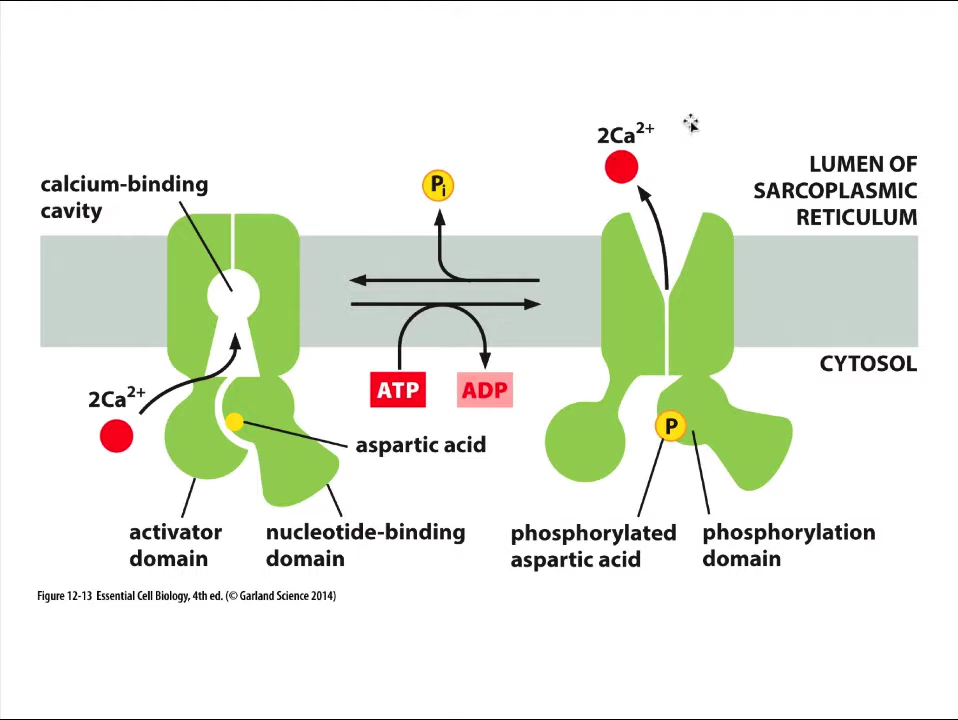 2Ca2+
LUMEN OF
SARCOPLASMIC
RETICULUM
calcium-binding
cavity
Pi
CYTOSOL
ATP
ADP
2Ca2+
aspartic acid
P
activator
domain
nucleotide-binding
domain
phosphorylated
aspartic acid
phosphorylation
domain
Figure 12-13 Essential Cell Biology, 4th ed. (© Garland Science 2014)